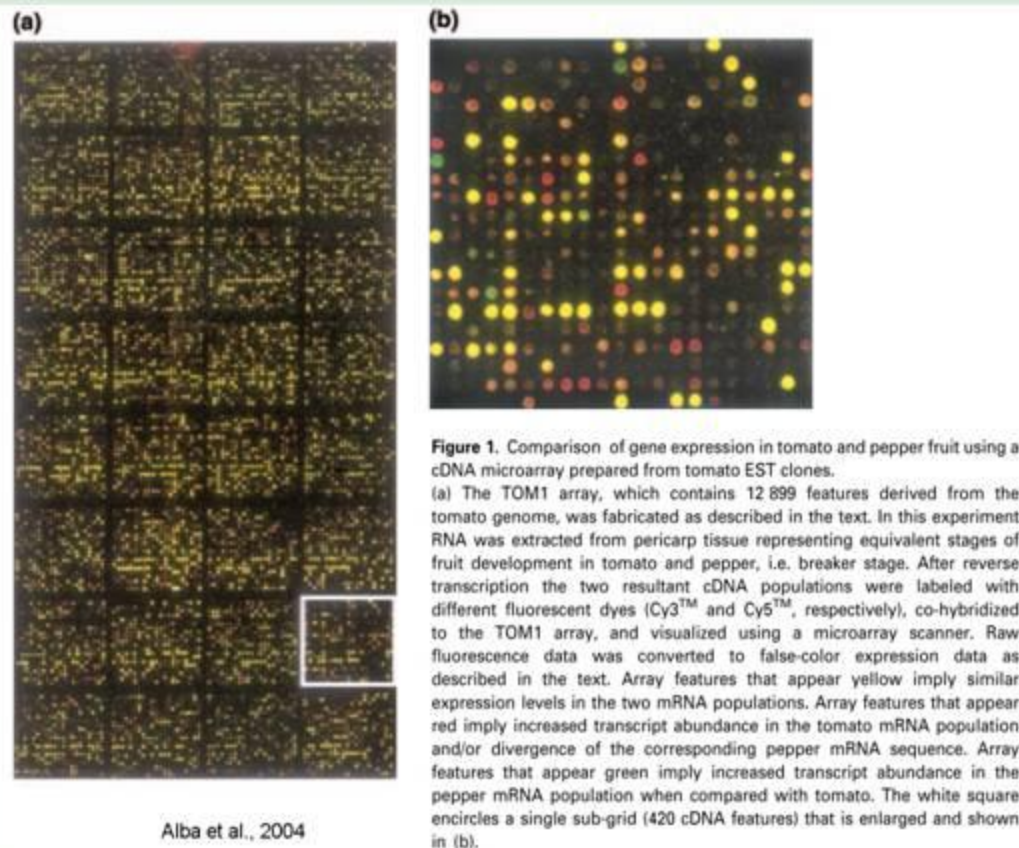 (a)
(b)
Figure 1. Comparison of gene expression in tomato and pepper fruit using a
cDNA microarray prepared from tomato EST clones.
(a) The TOM1 array, which contains 12 899 features derived from the
tomato genome, was fabricated as described in the text. In this experiment
RNA was extracted from pericarp tissue representing equivalent stages of
fruit development in tomato and pepper, i.e. breaker stage. After reverse
transcription the two resultant cDNA populations were labeled with
different fluorescent dyes (Cy3™ and Cy5™, respectively), co-hybridized
to the TOM1 array, and visualized using a microarray scanner. Raw
fluorescence data was converted to false-color expression data as
described in the text. Array features that appear yellow imply similar
expression levels in the two mRNA populations. Array features that appear
red imply increased transcript abundance in the tomato mRNA population
and/or divergence of the corresponding pepper mRNA sequence. Array
features that appear green imply increased transcript abundance in the
pepper mRNA population when compared with tomato. The white square
encircles a single sub-grid (420 cDNA features) that is enlarged and shown
in (b).
Alba et al., 2004